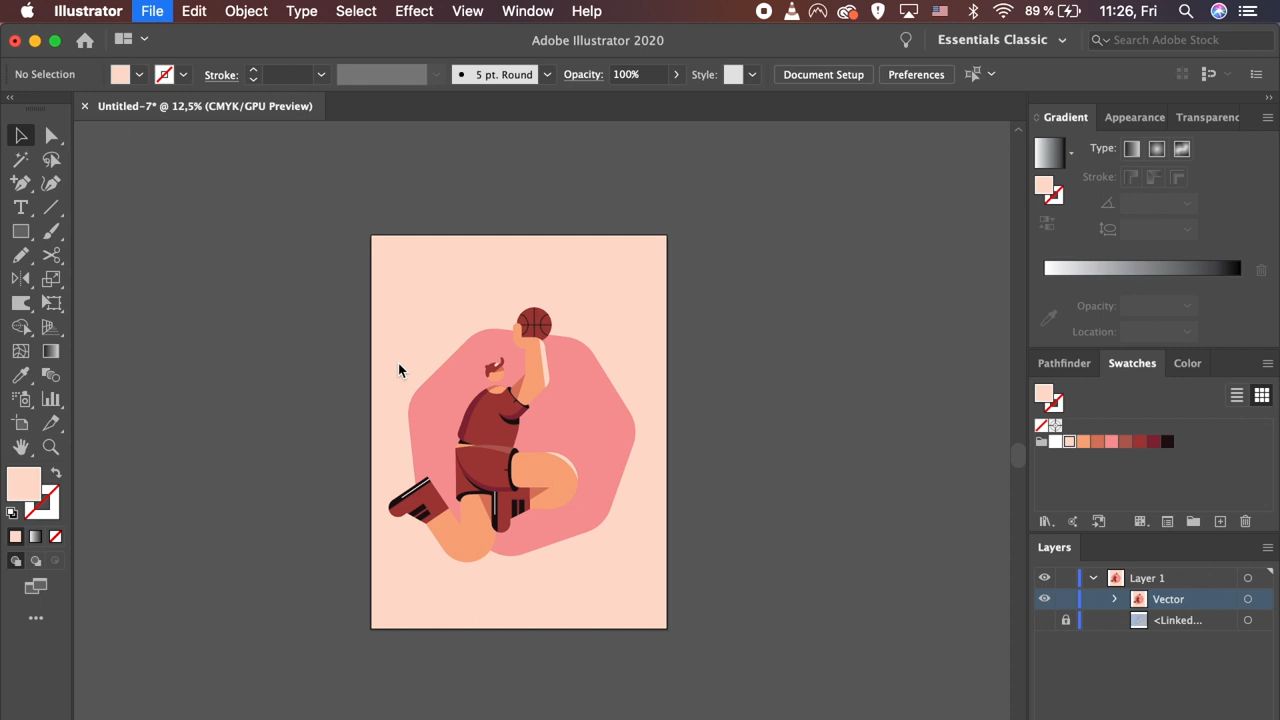 Illustrator File Edit Object Type Select Effect View Window Help 89 % 11:26, Fri
Adobe Illustrator 2020 Essentials Classic Search Adobe Stock
No Selection Stroke: 5 pt. Round Opacity: 100% Style: Document Setup Preferences
Untitled-7* @ 12,5% (CMYK/GPU Preview)
Gradient Appearance Transparenc
Type:
Stroke:
Opacity:
Location:
Pathfinder Swatches Color
Layers
Layer 1
Vector
<Linked...